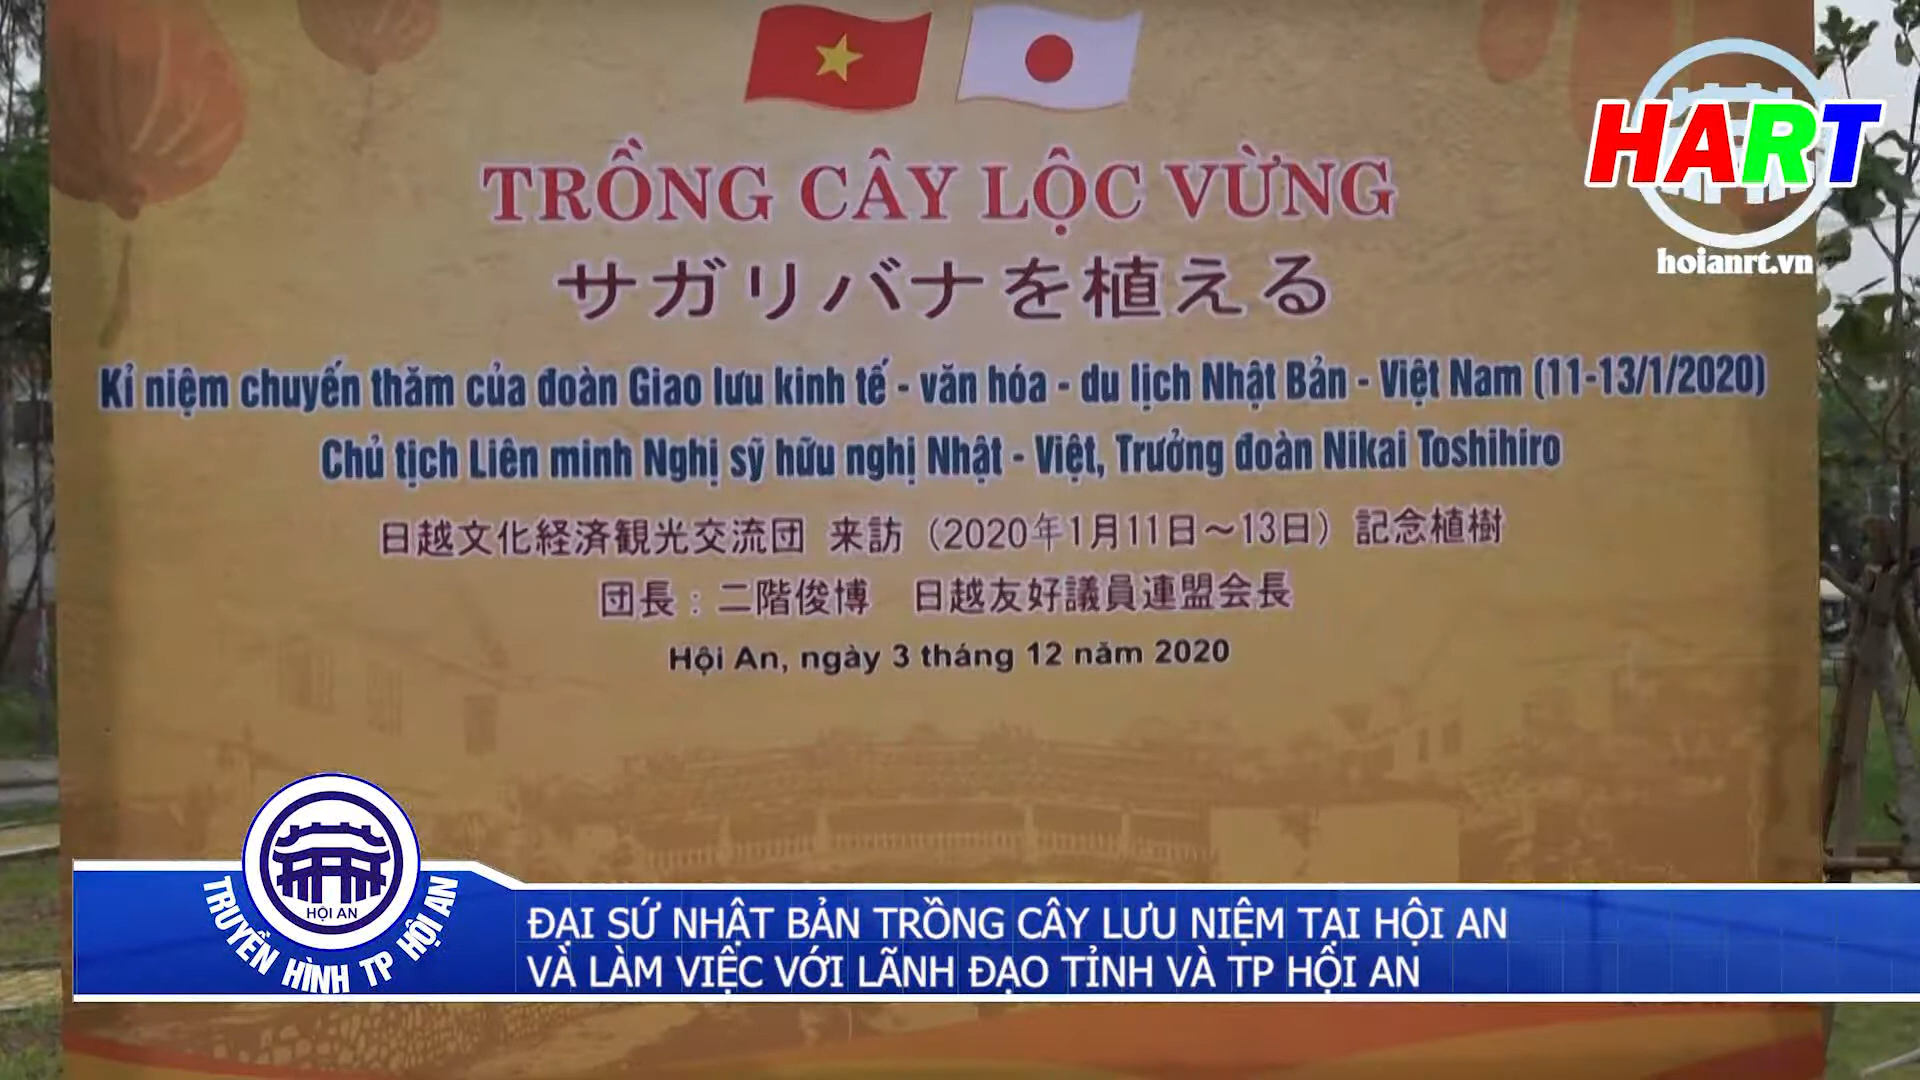 HART
hoianrt.vn
TRỒNG CÂY LỘC VỪNG
サガリバナを植える
Kỉ niệm chuyến thăm của đoàn Giao lưu kinh tế - văn hóa - du lịch Nhật Bản - Việt Nam (11-13/1/2020)
Chủ tịch Liên minh Nghị sỹ hữu nghị Nhật - Việt, Trưởng đoàn Nikai Toshihiro
日越文化経済観光交流団 来訪（2020年1月11日～13日）記念植樹
団長：二階俊博　日越友好議員連盟会長
Hội An, ngày 3 tháng 12 năm 2020
HỘI AN
TRUYỀN HÌNH TP HỘI AN
ĐẠI SỨ NHẬT BẢN TRỒNG CÂY LƯU NIỆM TẠI HỘI AN
VÀ LÀM VIỆC VỚI LÃNH ĐẠO TỈNH VÀ TP HỘI AN